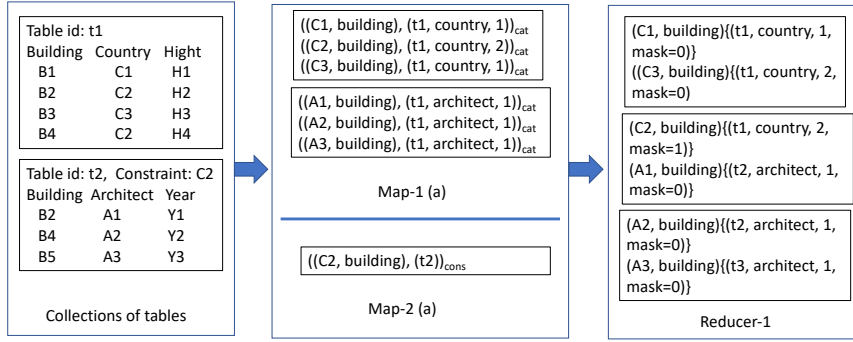 Table id: t1
Building Country Hight
B1 C1 H1
B2 C2 H2
B3 C3 H3
B4 C2 H4
Table id: t2, Constraint: C2
Building Architect Year
B2 A1 Y1
B4 A2 Y2
B5 A3 Y3
Collections of tables
((C1, building), (t1, country, 1))cat
((C2, building), (t1, country, 2))cat
((C3, building), (t1, country, 1))cat
((A1, building), (t1, architect, 1))cat
((A2, building), (t1, architect, 1))cat
((A3, building), (t1, architect, 1))cat
Map-1 (a)
((C2, building), (t2))cons
Map-2 (a)
(C1, building){(t1, country, 1,
mask=0)}
((C3, building){(t1, country, 2,
mask=0)
(C2, building){(t1, country, 2,
mask=1)}
(A1, building){(t2, architect, 1,
mask=0)}
(A2, building){(t2, architect, 1,
mask=0)}
(A3, building){(t3, architect, 1,
mask=0)}
Reducer-1